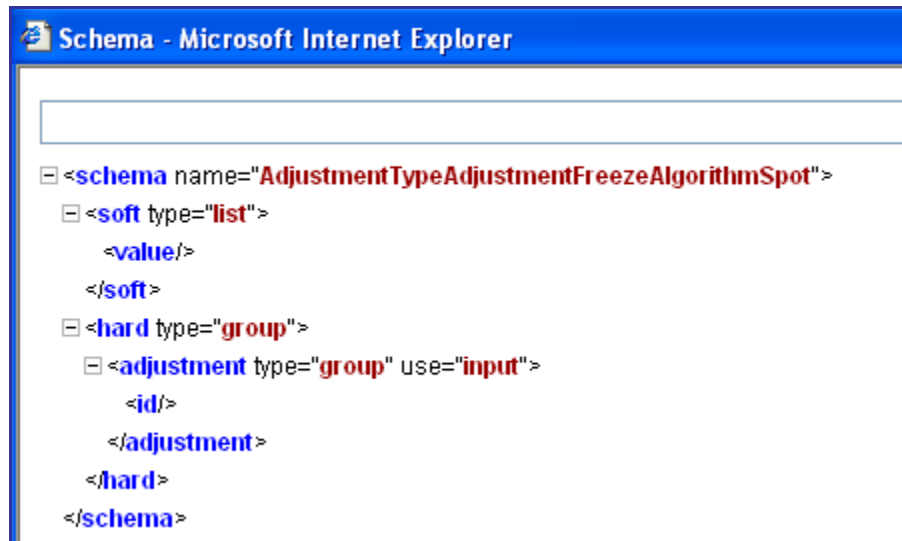 Schema - Microsoft Internet Explorer
<schema name="AdjustmentTypeAdjustmentFreezeAlgorithmSpot">
<soft type="list">
<value/>
</soft>
<hard type="group">
<adjustment type="group" use="input">
<id/>
</adjustment>
</hard>
</schema>